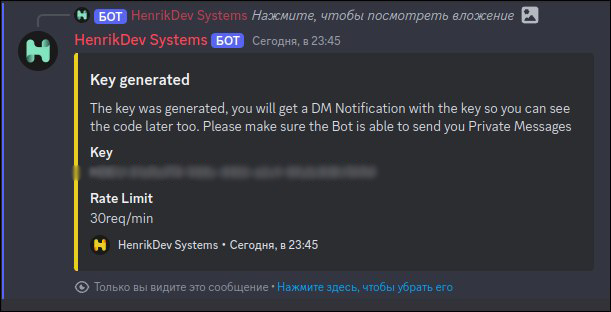 БОТ HenrikDev Systems Нажмите, чтобы посмотреть вложение
HenrikDev Systems БОТ Сегодня, в 23:45
Key generated
The key was generated, you will get a DM Notification with the key so you can see
the code later too. Please make sure the Bot is able to send you Private Messages
Key
Rate Limit
30req/min
HenrikDev Systems • Сегодня, в 23:45
Только вы видите это сообщение • Нажмите здесь, чтобы убрать его